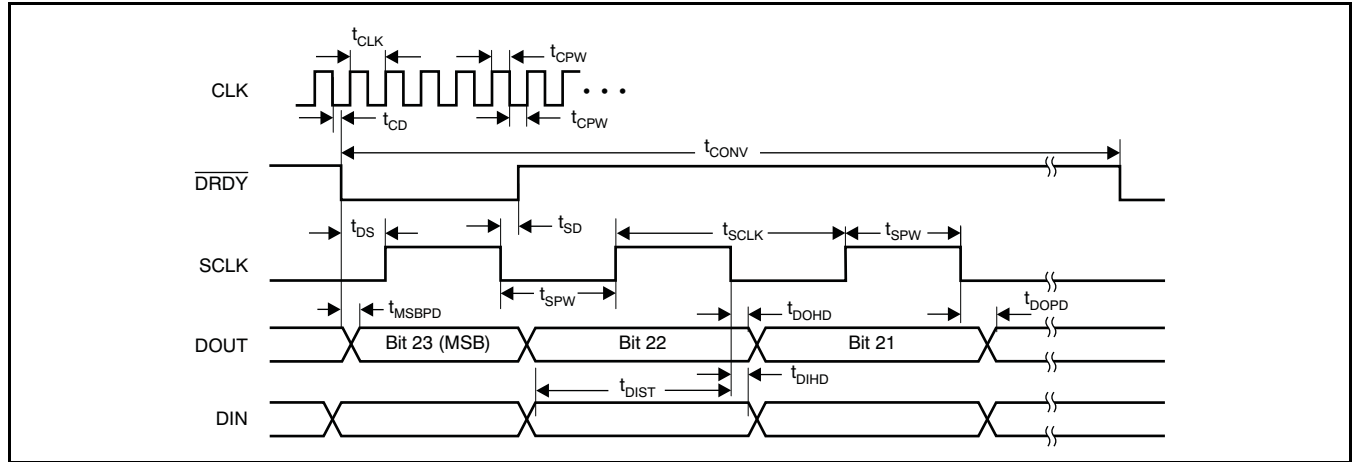 tCLK
tCPW
CLK
tCD
tCPW
tCONV
DRDY
tDS
tSD
tSCLK
tSPW
SCLK
tSPW
tMSBPD
tDOHD
tDOPD
DOUT
Bit 23 (MSB)
Bit 22
Bit 21
tDIST
tDIHD
DIN